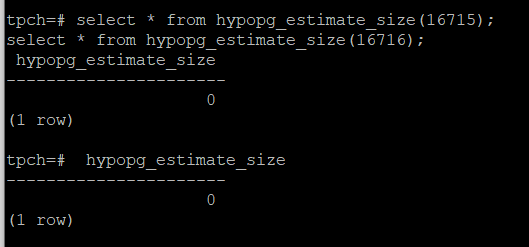 tpch=# select * from hypopg_estimate_size(16715);
select * from hypopg_estimate_size(16716);
 hypopg_estimate_size
----------------------
                    0
(1 row)

tpch=#  hypopg_estimate_size
----------------------
                    0
(1 row)